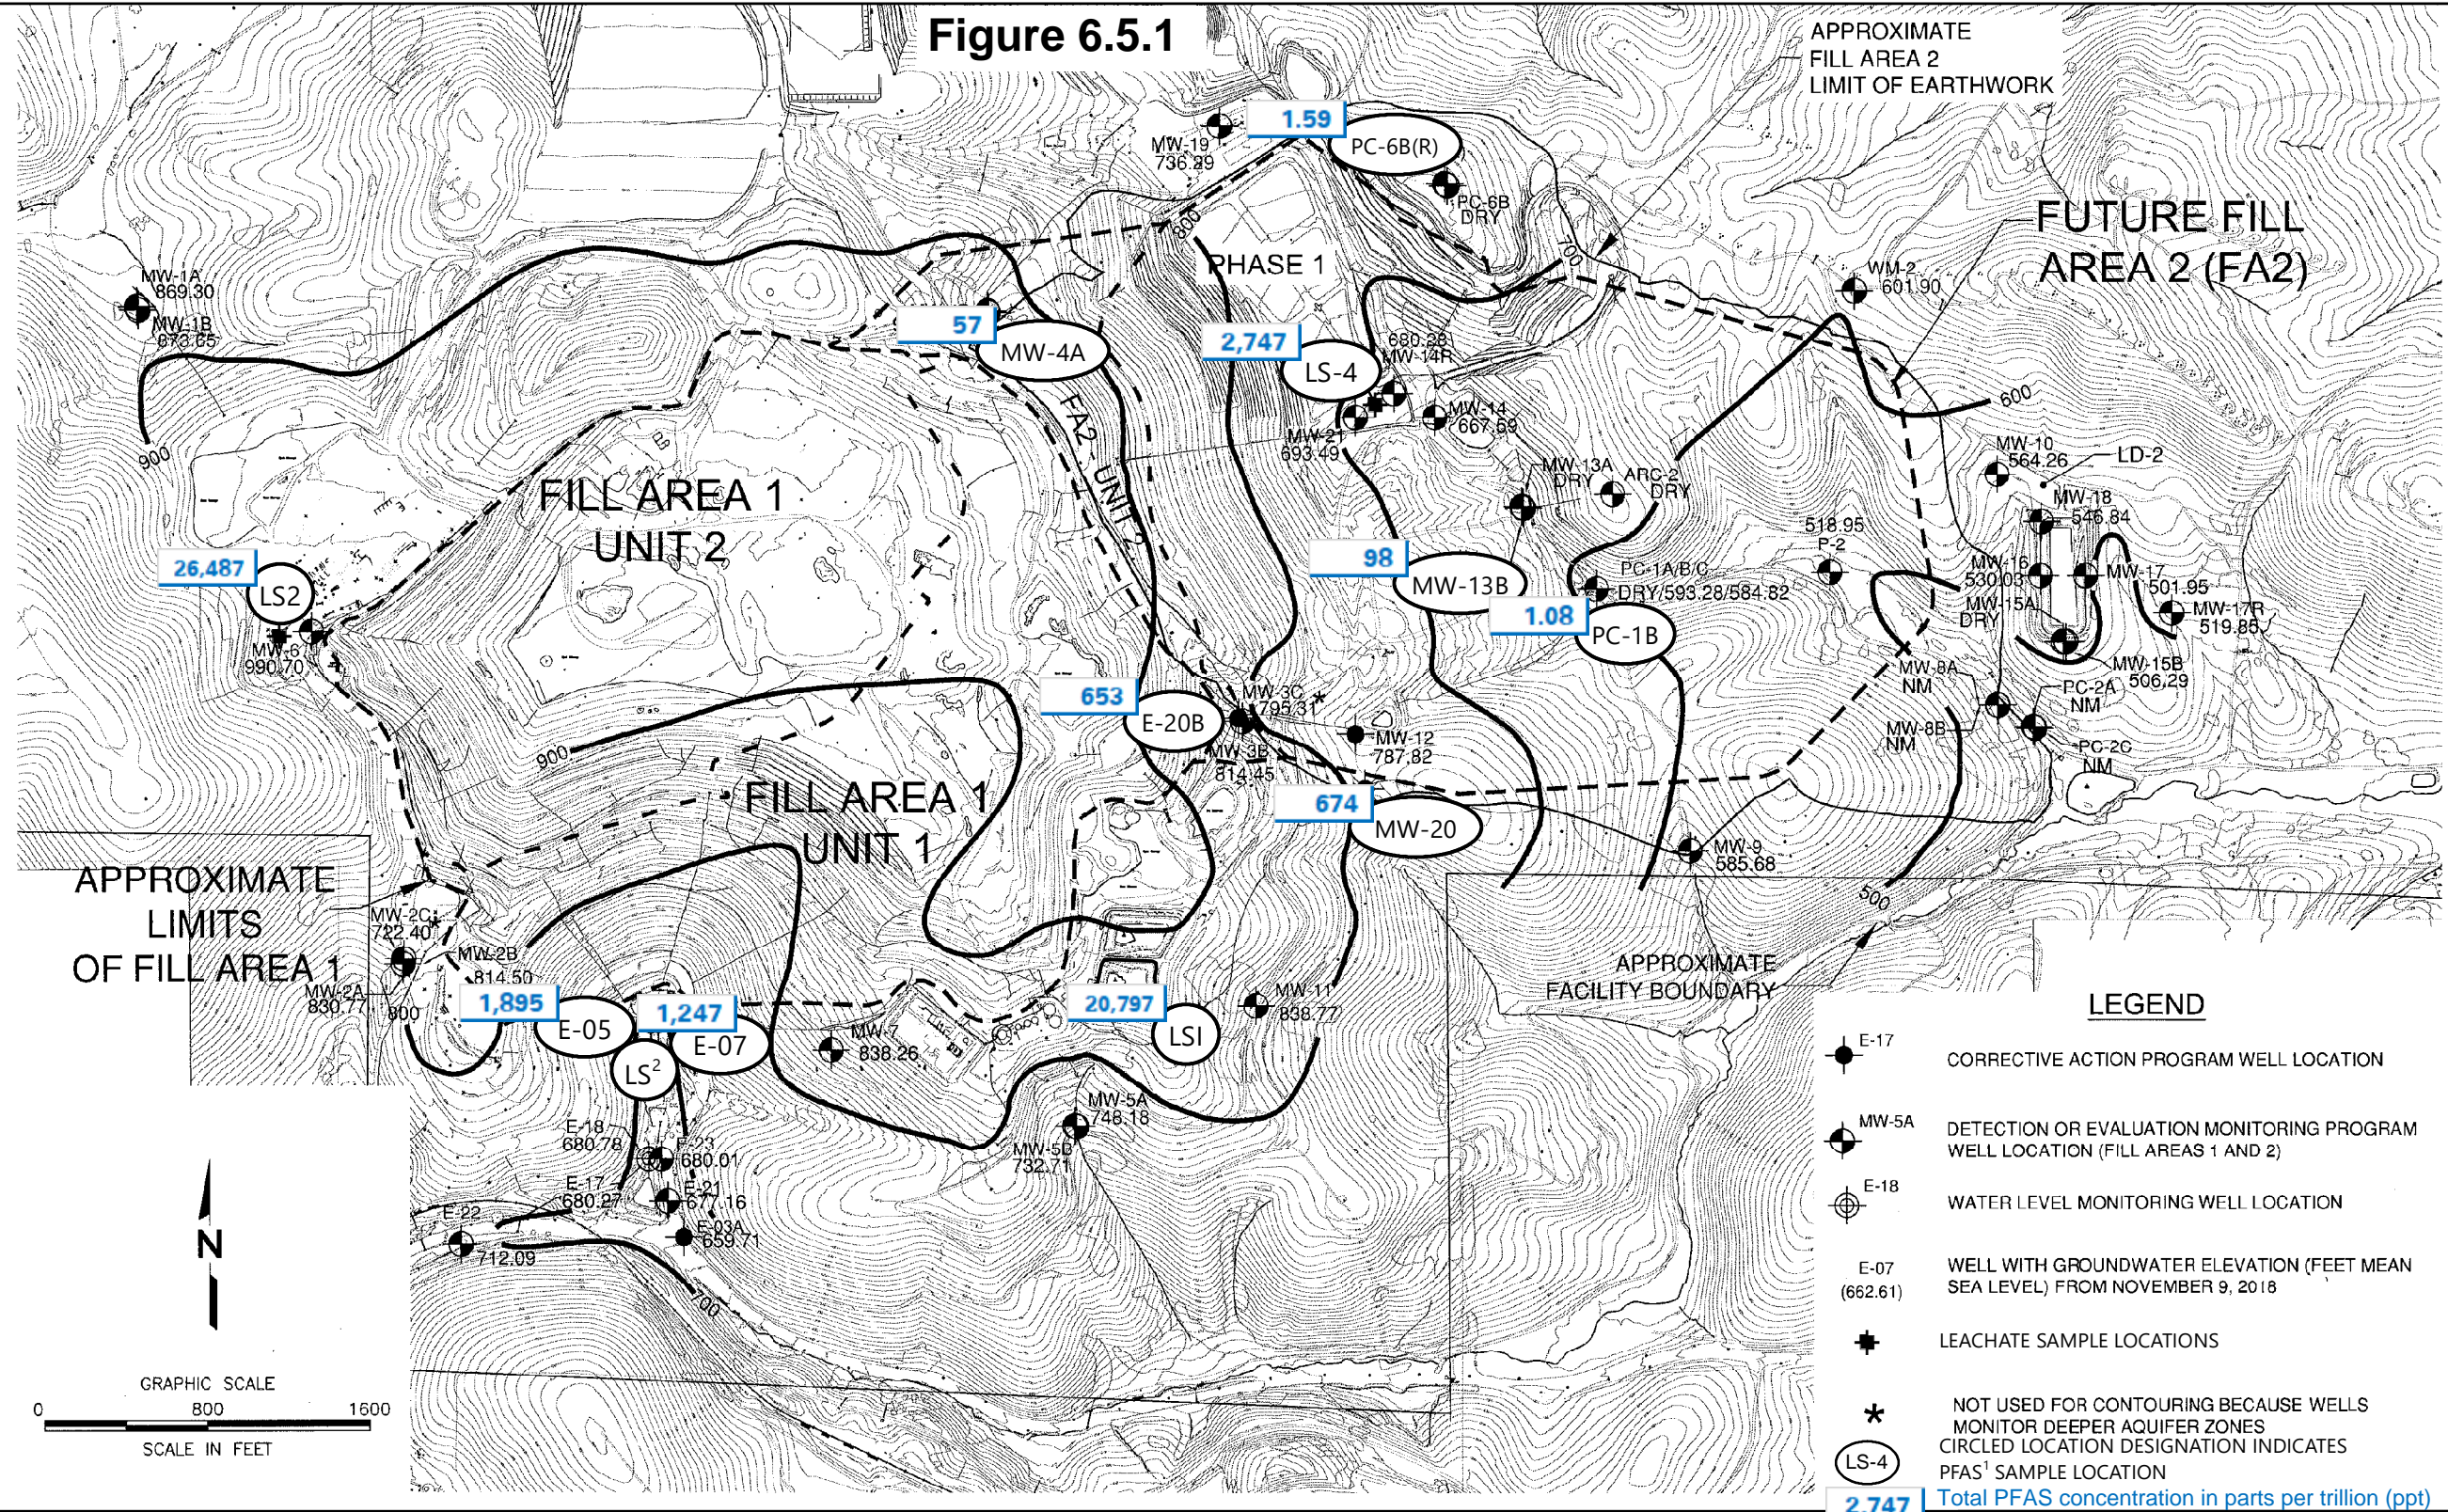 Figure 6.5.1
APPROXIMATE
FILL AREA 2
LIMIT OF EARTHWORK
1.59
PC-6B(R)
MW-19
736.29
PC-6B
DRY
800
700
FUTURE FILL
AREA 2 (FA2)
PHASE 1
WM-2
601.90
MW-1A
869.30
MW-1B
873.65
57
MW-4A
2,747
LS-4
680.28
MW-14R
MW-14
667.59
MW-21
693.49
600
900
FA2 - UNIT 2
MW-10
564.26
LD-2
MW-13A
DRY
ARC-2
DRY
MW-18
546.84
FILL AREA 1
UNIT 2
518.95
P-2
26,487
LS2
MW-6
990.70
98
MW-13B
PC-1A/B/C
DRY/593.28/584.82
1.08
PC-1B
MW-16
530.03
MW-17
501.95
MW-15A
DRY
MW-17R
519.85
MW-15B
506.29
MW-8A
NM
PC-2A
NM
MW-8B
NM
PC-2C
NM
653
E-20B
MW-3C *
795.31
MW-3B
814.45
MW-12
787.82
900
674
MW-20
FILL AREA 1
UNIT 1
MW-9
585.68
500
APPROXIMATE
LIMITS
OF FILL AREA 1
MW-2C *
722.40
MW-2B
814.50
MW-2A
830.77
800
1,895
E-05
1,247
E-07
LS²
20,797
LSI
MW-11
838.77
MW-7
838.26
APPROXIMATE
FACILITY BOUNDARY
MW-5A
748.18
MW-5B
732.71
E-18
680.78
E-23
680.01
E-17
680.27
E-21
677.16
E-22
712.09
E-03A
659.71
700
N
GRAPHIC SCALE
0 800 1600
SCALE IN FEET
LEGEND
E-17 CORRECTIVE ACTION PROGRAM WELL LOCATION
MW-5A DETECTION OR EVALUATION MONITORING PROGRAM
WELL LOCATION (FILL AREAS 1 AND 2)
E-18 WATER LEVEL MONITORING WELL LOCATION
E-07 WELL WITH GROUNDWATER ELEVATION (FEET MEAN
(662.61) SEA LEVEL) FROM NOVEMBER 9, 2018
LEACHATE SAMPLE LOCATIONS
* NOT USED FOR CONTOURING BECAUSE WELLS
MONITOR DEEPER AQUIFER ZONES
LS-4 CIRCLED LOCATION DESIGNATION INDICATES
PFAS¹ SAMPLE LOCATION
2,747 Total PFAS concentration in parts per trillion (ppt)